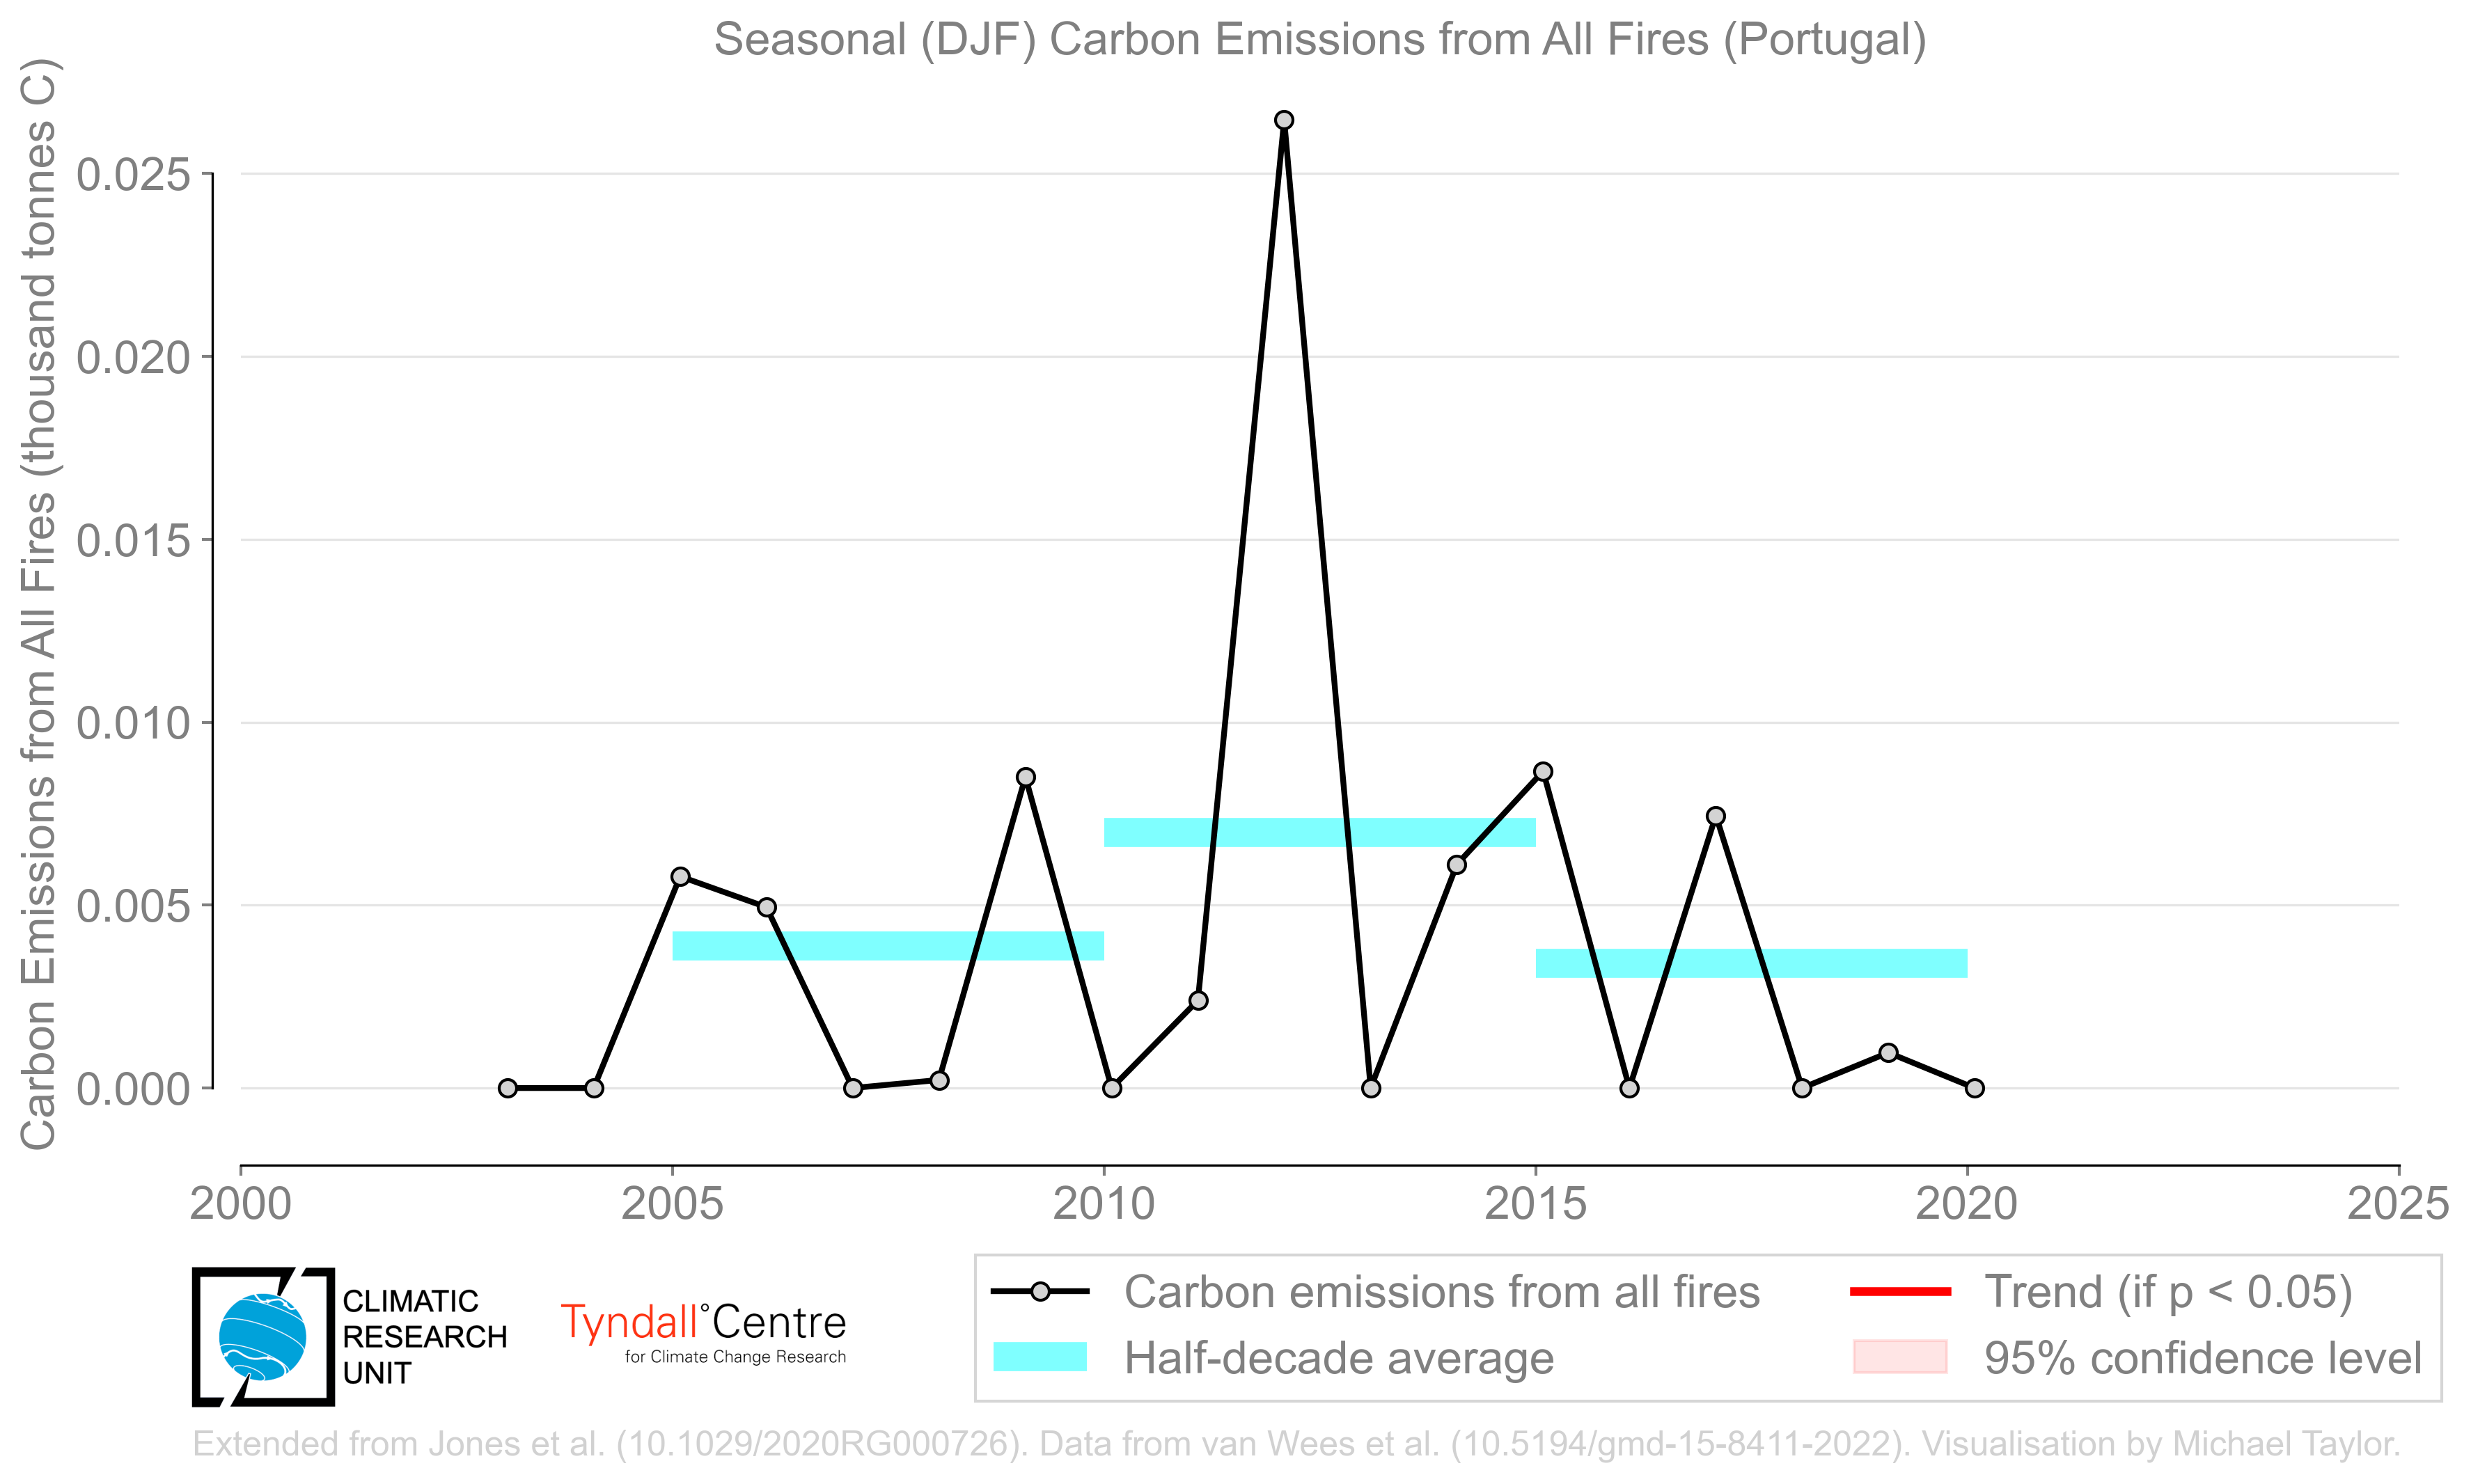 Seasonal (DJF) Carbon Emissions from All Fires (Portugal)
Carbon Emissions from All Fires (thousand tonnes C)
0.025
0.020
0.015
0.010
0.005
0.000
2000 2005 2010 2015 2020 2025
CLIMATIC
RESEARCH
UNIT
Tyndall°Centre
for Climate Change Research
Carbon emissions from all fires
Half-decade average
Trend (if p < 0.05)
95% confidence level
Extended from Jones et al. (10.1029/2020RG000726). Data from van Wees et al. (10.5194/gmd-15-8411-2022). Visualisation by Michael Taylor.